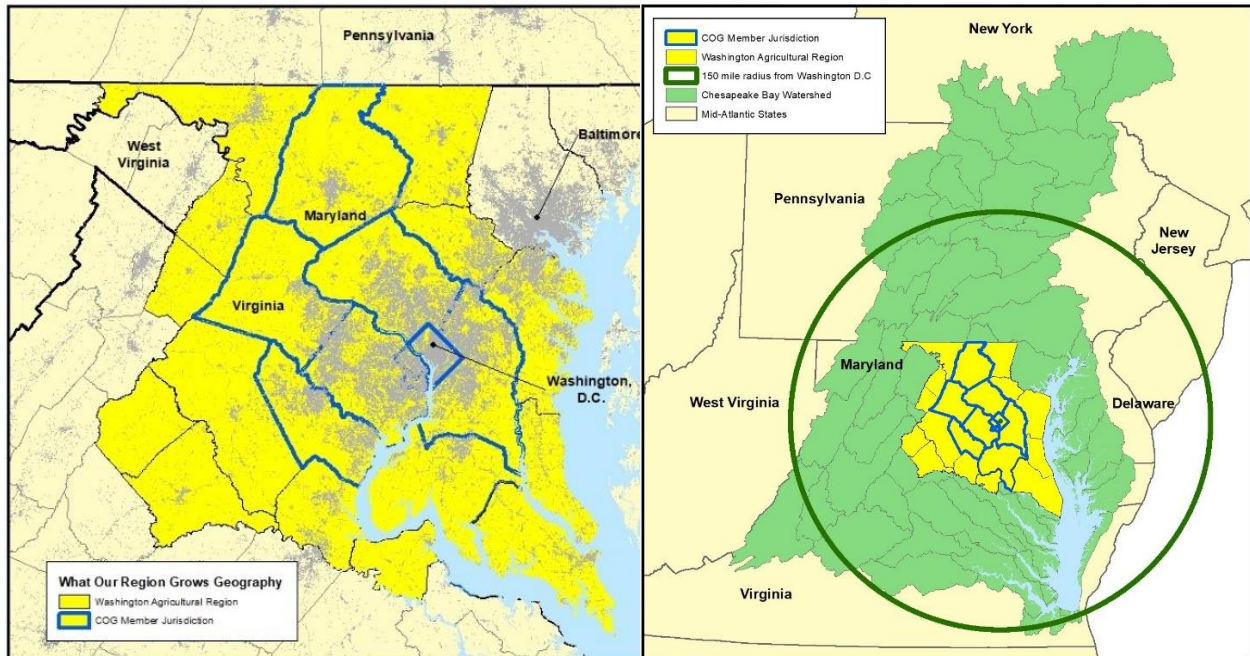 Pennsylvania
Baltimore
West
Virginia
Maryland
Virginia
Washington,
D.C.
What Our Region Grows Geography
Washington Agricultural Region
COG Member Jurisdiction
COG Member Jurisdiction
Washington Agricultural Region
150 mile radius from Washington D.C
Chesapeake Bay Watershed
Mid-Atlantic States
New York
Pennsylvania
New
Jersey
Maryland
West Virginia
Delaware
Virginia